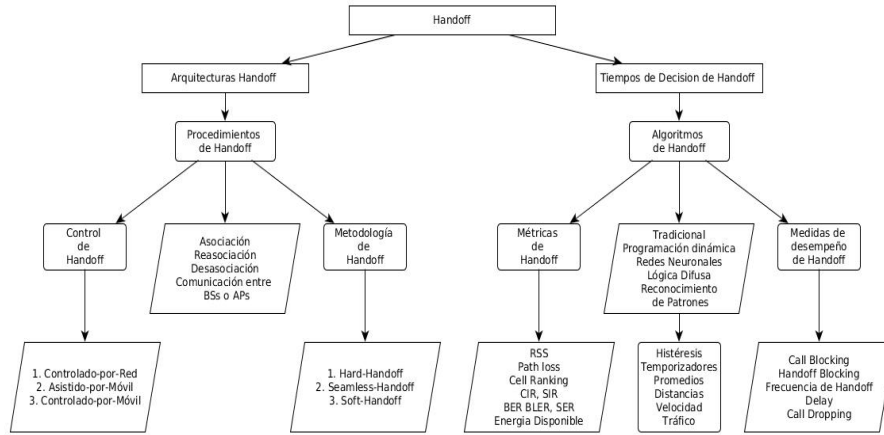 Handoff
Arquitecturas Handoff
Tiempos de Decision de Handoff
Procedimientos
de Handoff
Algoritmos
de Handoff
Control
de
Handoff
Asociación
Reasociación
Desasociación
Comunicación entre
BSs o APs
Metodología
de
Handoff
Métricas
de
Handoff
Tradicional
Programación dinámica
Redes Neuronales
Lógica Difusa
Reconocimiento
de Patrones
Medidas de
desempeño
de Handoff
1. Controlado-por-Red
2. Asistido-por-Móvil
3. Controlado-por-Móvil
1. Hard-Handoff
2. Seamless-Handoff
3. Soft-Handoff
RSS
Path loss
Cell Ranking
CIR, SIR
BER BLER, SER
Energia Disponible
Histéresis
Temporizadores
Promedios
Distancias
Velocidad
Tráfico
Call Blocking
Handoff Blocking
Frecuencia de Handoff
Delay
Call Dropping